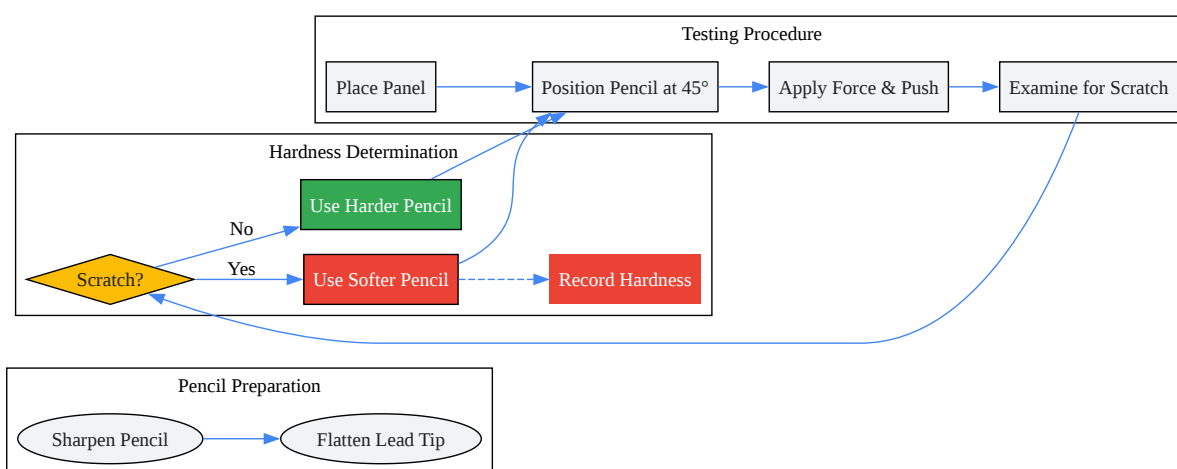 Testing Procedure
Place Panel
Position Pencil at 45°
Apply Force & Push
Examine for Scratch
Hardness Determination
Use Harder Pencil
No
Scratch?
Yes
Use Softer Pencil
Record Hardness
Pencil Preparation
Sharpen Pencil
Flatten Lead Tip